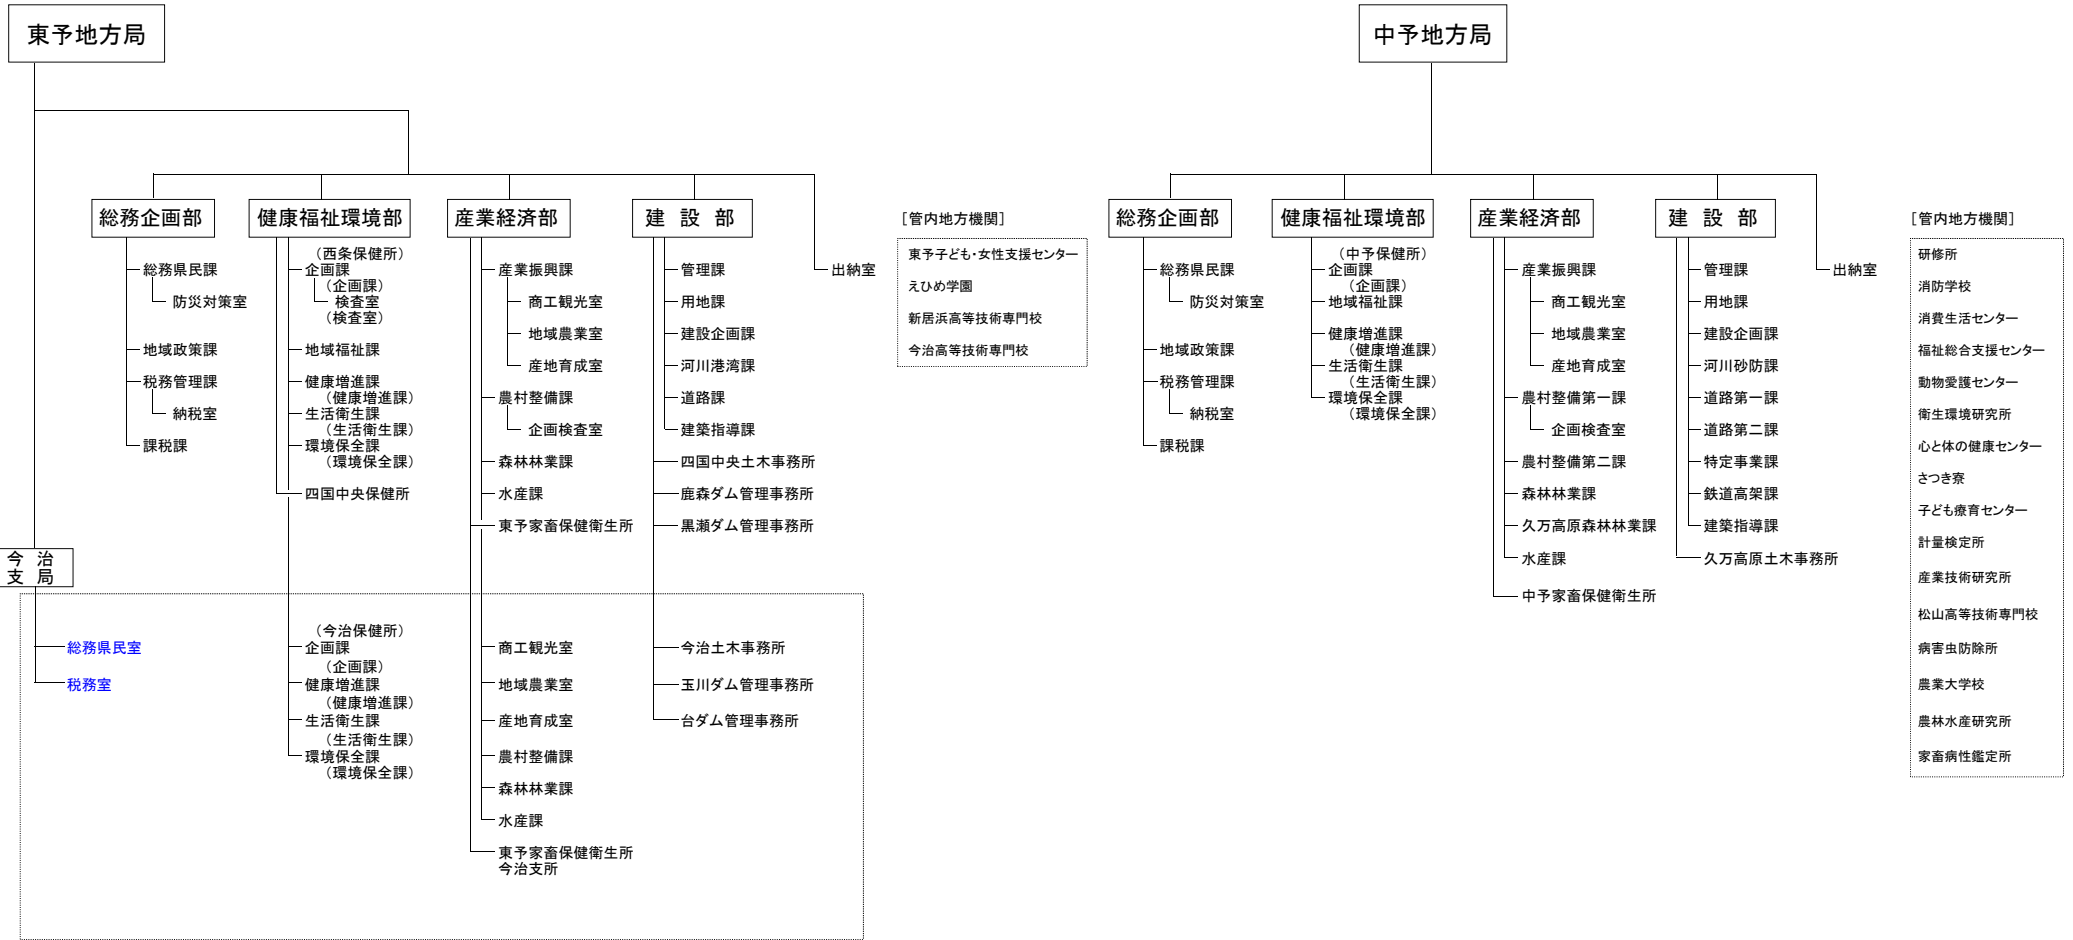 東予地方局
総務企画部
総務県民課
防災対策室
地域政策課
税務管理課
納税室
課税課
健康福祉環境部
（西条保健所）
企画課
（企画課）
検査室
（検査室）
地域福祉課
健康増進課
（健康増進課）
生活衛生課
（生活衛生課）
環境保全課
（環境保全課）
四国中央保健所
産業経済部
産業振興課
商工観光室
地域農業室
産地育成室
農村整備課
企画検査室
森林林業課
水産課
東予家畜保健衛生所
建　設　部
管理課
用地課
建設企画課
河川港湾課
道路課
建築指導課
四国中央土木事務所
鹿森ダム管理事務所
黒瀬ダム管理事務所
出納室
［管内地方機関］
東予子ども・女性支援センター
えひめ学園
新居浜高等技術専門校
今治高等技術専門校
今　治
支　局
総務県民室
税務室
（今治保健所）
企画課
（企画課）
健康増進課
（健康増進課）
生活衛生課
（生活衛生課）
環境保全課
（環境保全課）
商工観光室
地域農業室
産地育成室
農村整備課
森林林業課
水産課
東予家畜保健衛生所
今治支所
今治土木事務所
玉川ダム管理事務所
台ダム管理事務所
中予地方局
総務企画部
総務県民課
防災対策室
地域政策課
税務管理課
納税室
課税課
健康福祉環境部
（中予保健所）
企画課
（企画課）
地域福祉課
健康増進課
（健康増進課）
生活衛生課
（生活衛生課）
環境保全課
（環境保全課）
産業経済部
産業振興課
商工観光室
地域農業室
産地育成室
農村整備第一課
企画検査室
農村整備第二課
森林林業課
久万高原森林林業課
水産課
中予家畜保健衛生所
建　設　部
管理課
用地課
建設企画課
河川砂防課
道路第一課
道路第二課
特定事業課
鉄道高架課
建築指導課
久万高原土木事務所
出納室
［管内地方機関］
研修所
消防学校
消費生活センター
福祉総合支援センター
動物愛護センター
衛生環境研究所
心と体の健康センター
さつき寮
子ども療育センター
計量検定所
産業技術研究所
松山高等技術専門校
病害虫防除所
農業大学校
農林水産研究所
家畜病性鑑定所